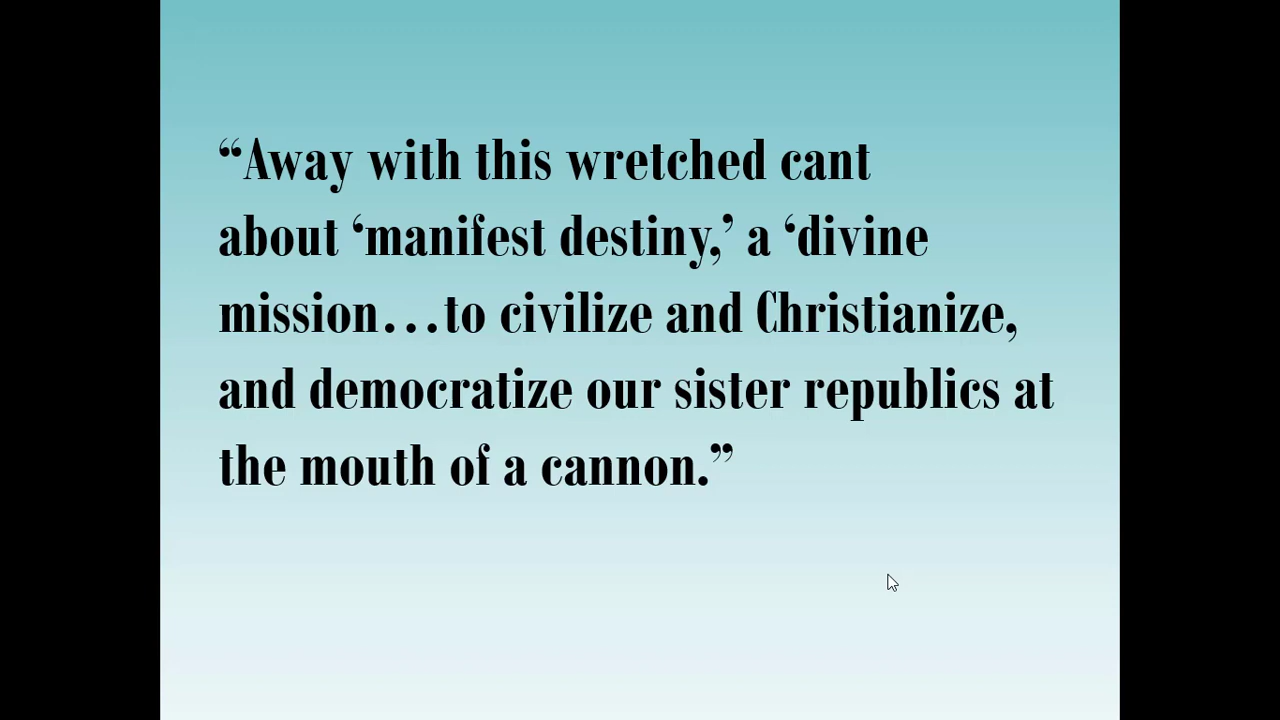 “Away with this wretched cant
about ‘manifest destiny,’ a ‘divine
mission…to civilize and Christianize,
and democratize our sister republics at
the mouth of a cannon.”